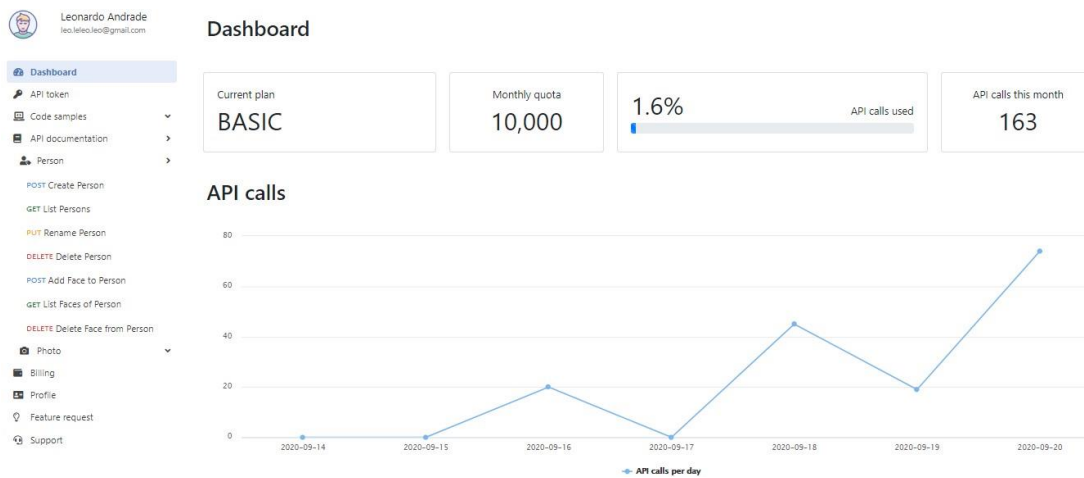 Leonardo Andrade
leo.leleo.leo@gmail.com
Dashboard
API token
Code samples
API documentation
Person
POST Create Person
GET List Persons
PUT Rename Person
DELETE Delete Person
POST Add Face to Person
GET List Faces of Person
DELETE Delete Face from Person
Photo
Billing
Profile
Feature request
Support
Dashboard
Current plan
BASIC
Monthly quota
10,000
1.6%
API calls used
API calls this month
163
API calls
80
60
40
20
0
2020-09-14 2020-09-15 2020-09-16 2020-09-17 2020-09-18 2020-09-19 2020-09-20
API calls per day